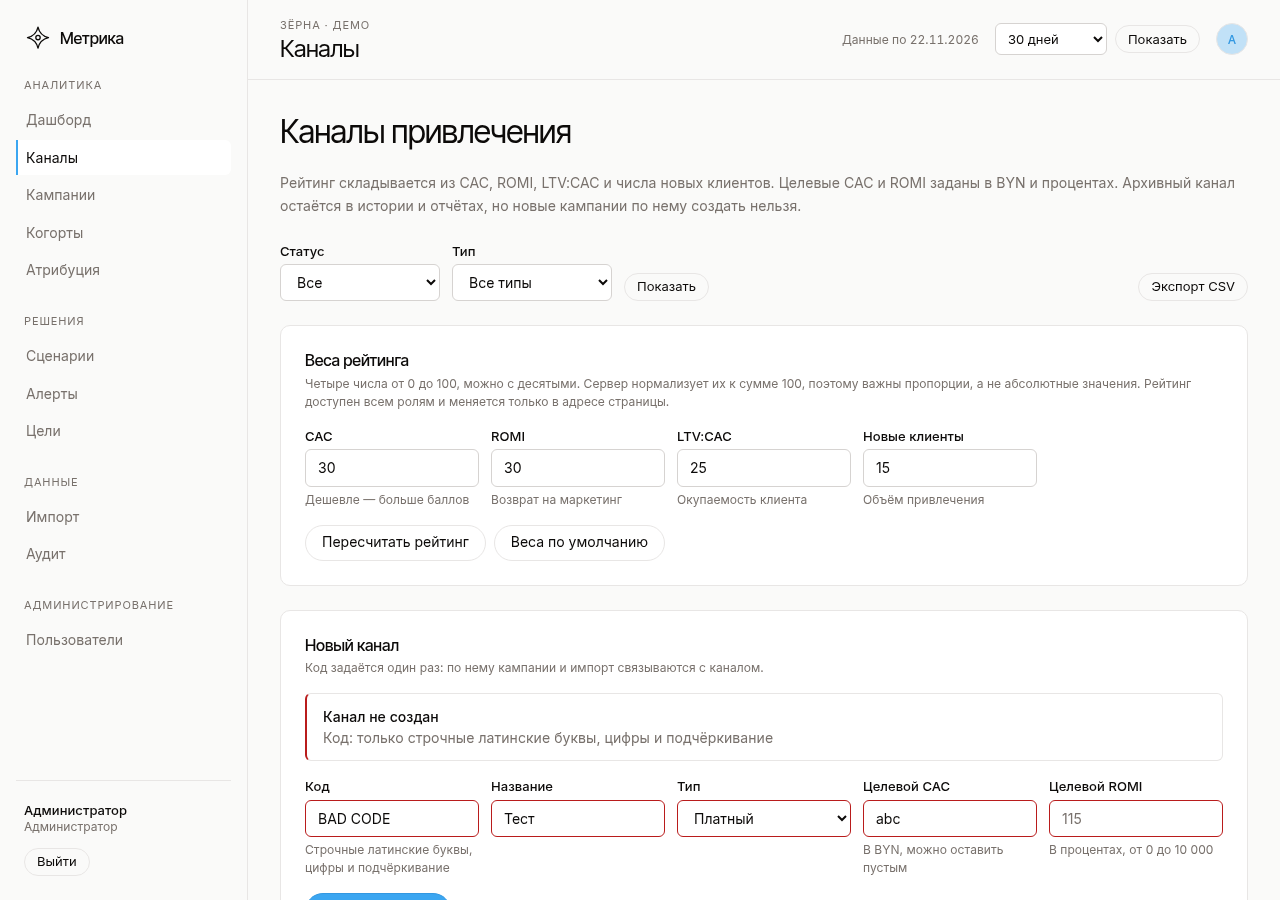 Метрика
АНАЛИТИКА
Дашборд
Каналы
Кампании
Когорты
Атрибуция
РЕШЕНИЯ
Сценарии
Алерты
Цели
ДАННЫЕ
Импорт
Аудит
АДМИНИСТРИРОВАНИЕ
Пользователи
Администратор
Администратор
Выйти
ЗЁРНА · ДЕМО
Каналы
Данные по 22.11.2026
30 дней
Показать
А
Каналы привлечения
Рейтинг складывается из CAC, ROMI, LTV:CAC и числа новых клиентов. Целевые CAC и ROMI заданы в BYN и процентах. Архивный канал
остаётся в истории и отчётах, но новые кампании по нему создать нельзя.
Статус
Тип
Все
Все типы
Показать
Экспорт CSV
Веса рейтинга
Четыре числа от 0 до 100, можно с десятыми. Сервер нормализует их к сумме 100, поэтому важны пропорции, а не абсолютные значения. Рейтинг
доступен всем ролям и меняется только в адресе страницы.
CAC
ROMI
LTV:CAC
Новые клиенты
30
30
25
15
Дешевле — больше баллов
Возврат на маркетинг
Окупаемость клиента
Объём привлечения
Пересчитать рейтинг
Веса по умолчанию
Новый канал
Код задаётся один раз: по нему кампании и импорт связываются с каналом.
Канал не создан
Код: только строчные латинские буквы, цифры и подчёркивание
Код
Название
Тип
Целевой CAC
Целевой ROMI
BAD CODE
Тест
Платный
abc
115
Строчные латинские буквы,
цифры и подчёркивание
В BYN, можно оставить
пустым
В процентах, от 0 до 10 000